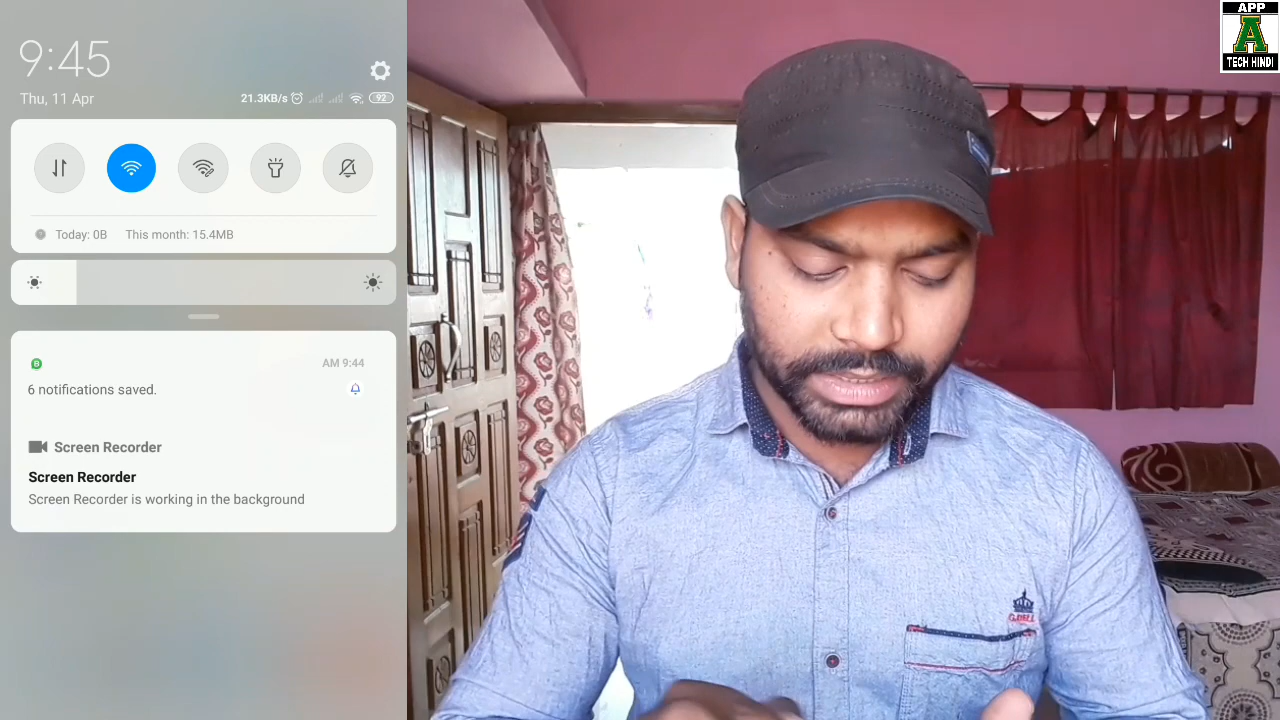 9:45
Thu, 11 Apr
21.3KB/s
92
Today: 0B This month: 15.4MB
B
AM 9:44
6 notifications saved.
Screen Recorder
Screen Recorder
Screen Recorder is working in the background
APP
A
TECH HINDI
G.DELL